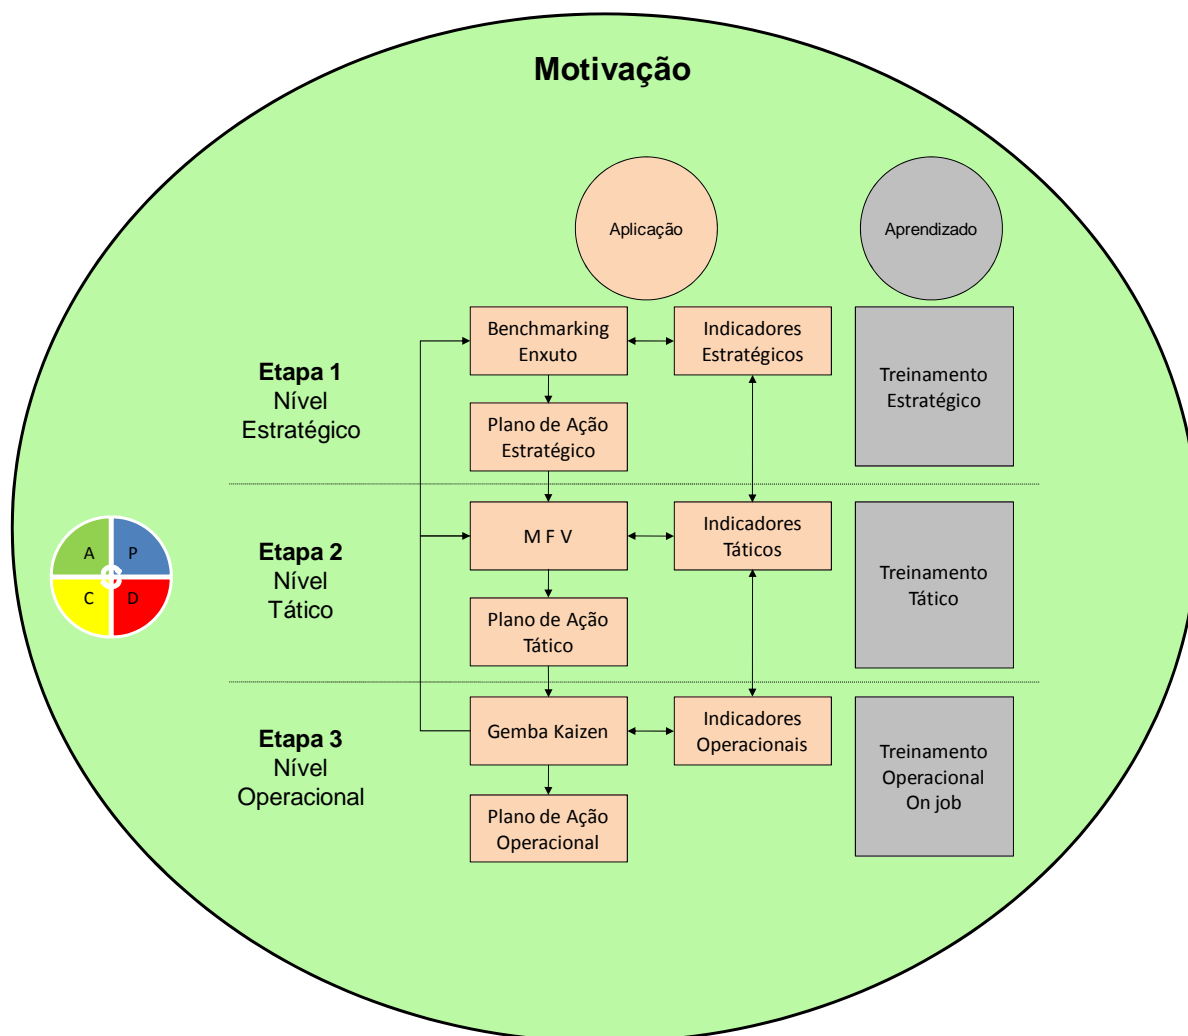 Motivação
Aplicação
Aprendizado
Etapa 1
Nível
Estratégico
Benchmarking
Enxuto
Indicadores
Estratégicos
Treinamento
Estratégico
Plano de Ação
Estratégico
A
P
C
D
Etapa 2
Nível
Tático
M F V
Indicadores
Táticos
Treinamento
Tático
Plano de Ação
Tático
Etapa 3
Nível
Operacional
Gemba Kaizen
Indicadores
Operacionais
Treinamento
Operacional
On job
Plano de Ação
Operacional